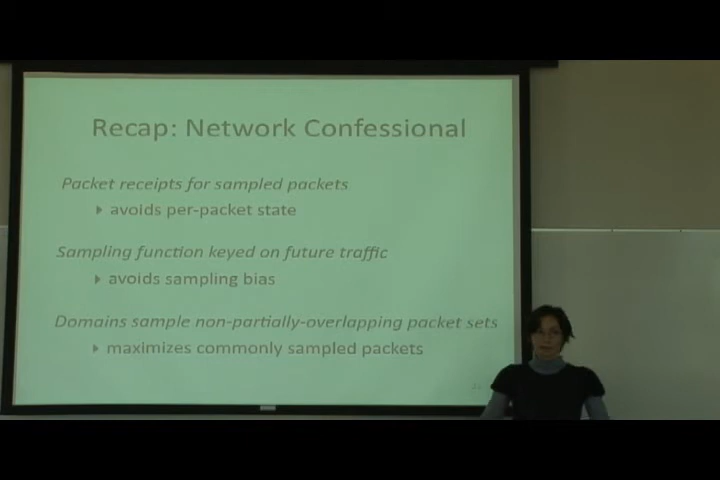 Recap: Network Confessional
Packet receipts for sampled packets
avoids per-packet state
Sampling function keyed on future traffic
avoids sampling bias
Domains sample non-partially-overlapping packet sets
maximizes commonly sampled packets